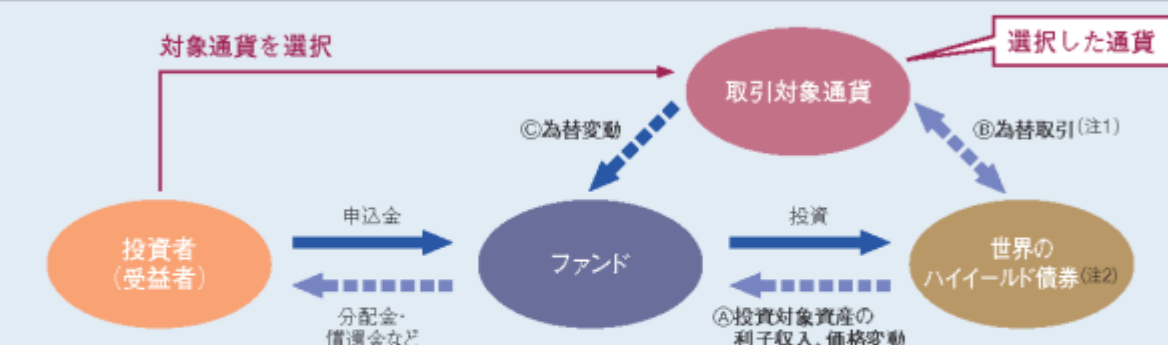 対象通貨を選択
選択した通貨
取引対象通貨
Ⓒ為替変動
Ⓑ為替取引(注1)
申込金
投資
投資者
(受益者)
ファンド
世界の
ハイイールド債券(注2)
分配金・
償還金など
Ⓐ投資対象資産の
利子収入、価格変動